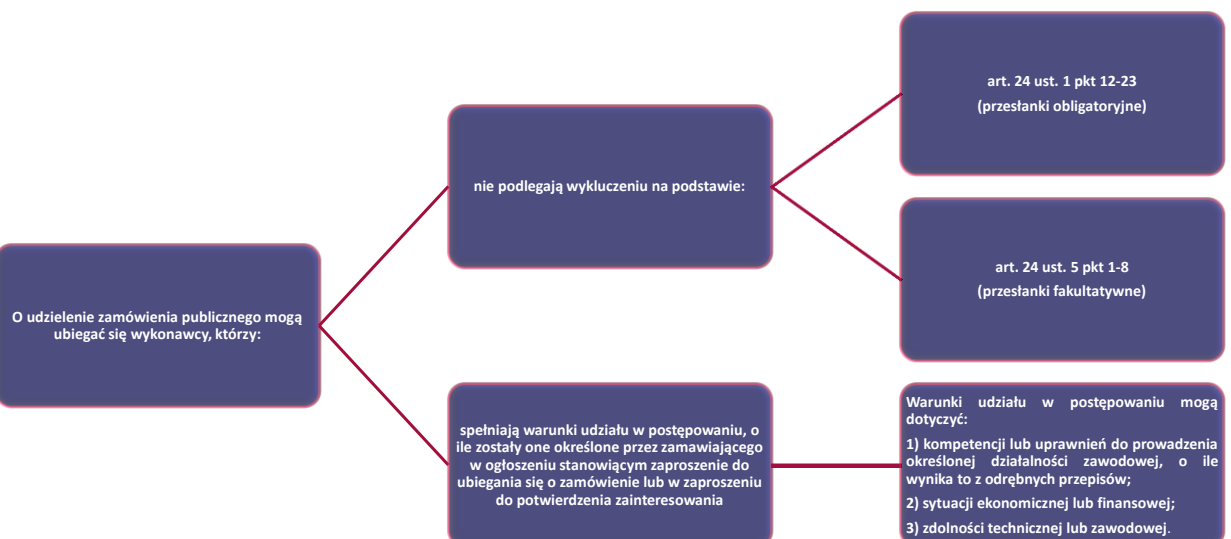 O udzielenie zamówienia publicznego mogą
ubiegać się wykonawcy, którzy:
nie podlegają wykluczeniu na podstawie:
art. 24 ust. 1 pkt 12-23
(przesłanki obligatoryjne)
art. 24 ust. 5 pkt 1-8
(przesłanki fakultatywne)
spełniają warunki udziału w postępowaniu, o
ile zostały one określone przez zamawiającego
w ogłoszeniu stanowiącym zaproszenie do
ubiegania się o zamówienie lub w zaproszeniu
do potwierdzenia zainteresowania
Warunki udziału w postępowaniu mogą
dotyczyć:
1) kompetencji lub uprawnień do prowadzenia
określonej działalności zawodowej, o ile
wynika to z odrębnych przepisów;
2) sytuacji ekonomicznej lub finansowej;
3) zdolności technicznej lub zawodowej.